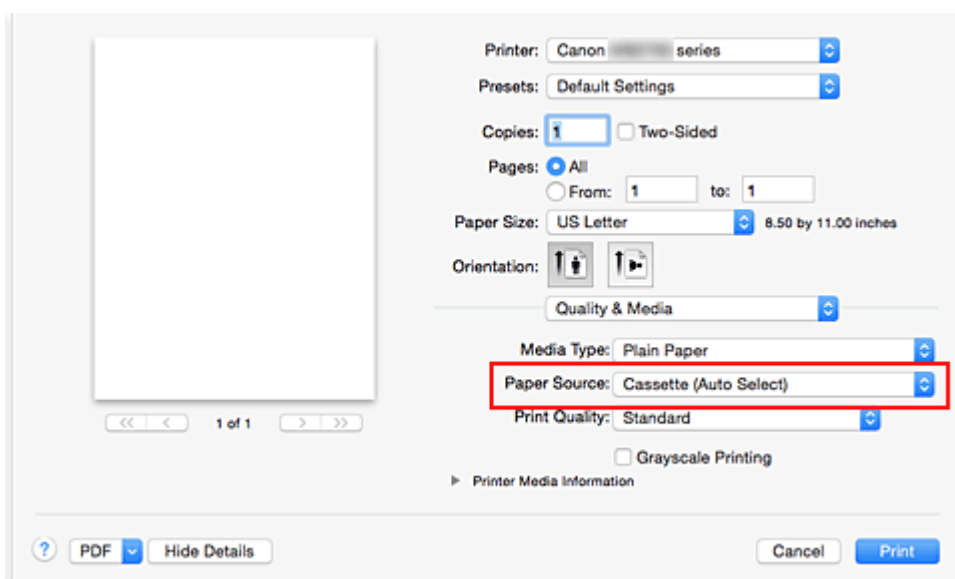 Printer: Canon series
Presets: Default Settings
Copies: 1 Two-Sided
Pages: All
From: 1 to: 1
Paper Size: US Letter 8.50 by 11.00 inches
Orientation:
Quality & Media
Media Type: Plain Paper
Paper Source: Cassette (Auto Select)
Print Quality: Standard
Grayscale Printing
Printer Media Information
<< < 1 of 1 > >>
? PDF Hide Details Cancel Print